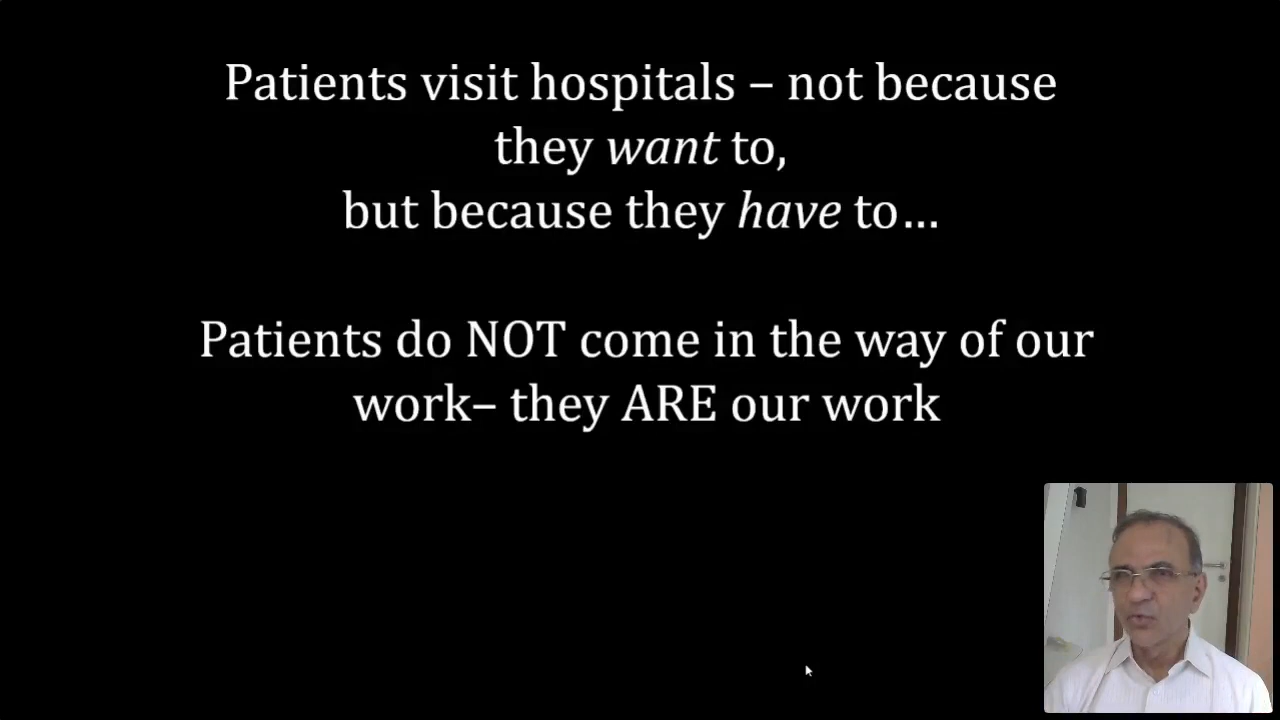 Patients visit hospitals – not because
they want to,
but because they have to…
Patients do NOT come in the way of our
work– they ARE our work